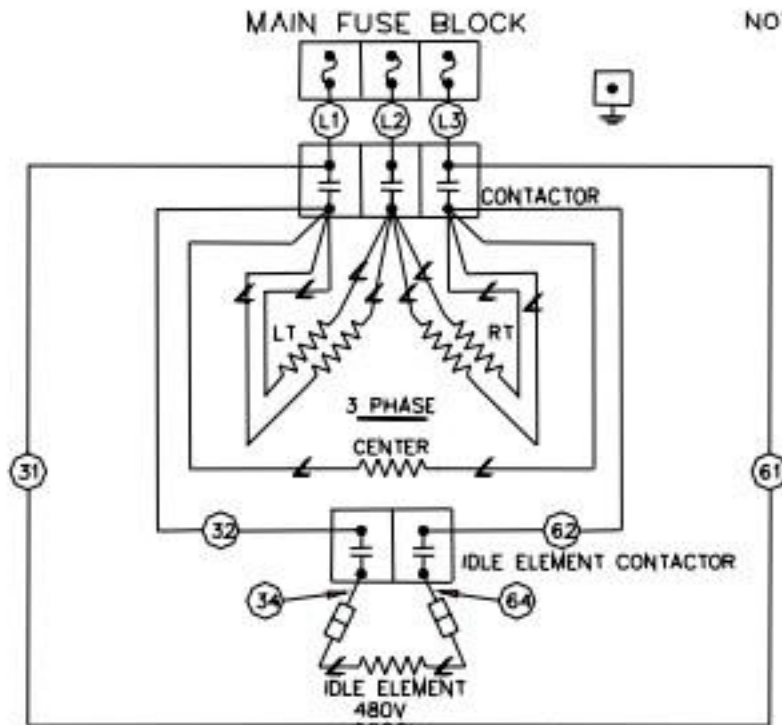 MAIN FUSE BLOCK
NO
L1 L2 L3
CONTACTOR
LT RT
3 PHASE
CENTER
31 61
32 62
IDLE ELEMENT CONTACTOR
34 64
IDLE ELEMENT
480V